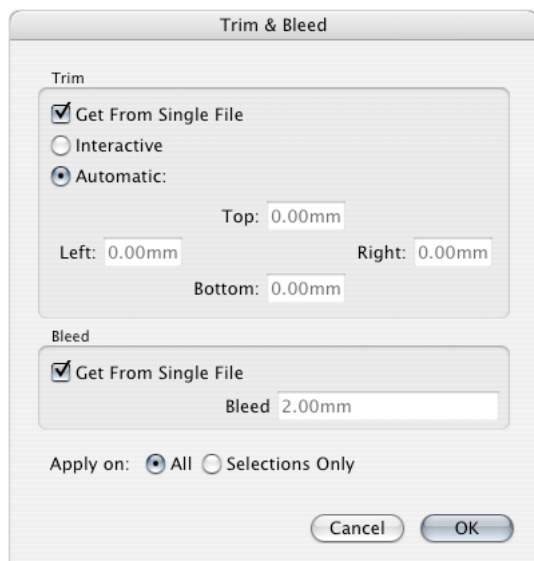 Trim & Bleed
Trim
Get From Single File
Interactive
Automatic:
Top: 0.00mm
Left: 0.00mm Right: 0.00mm
Bottom: 0.00mm
Bleed
Get From Single File
Bleed 2.00mm
Apply on: All Selections Only
Cancel OK